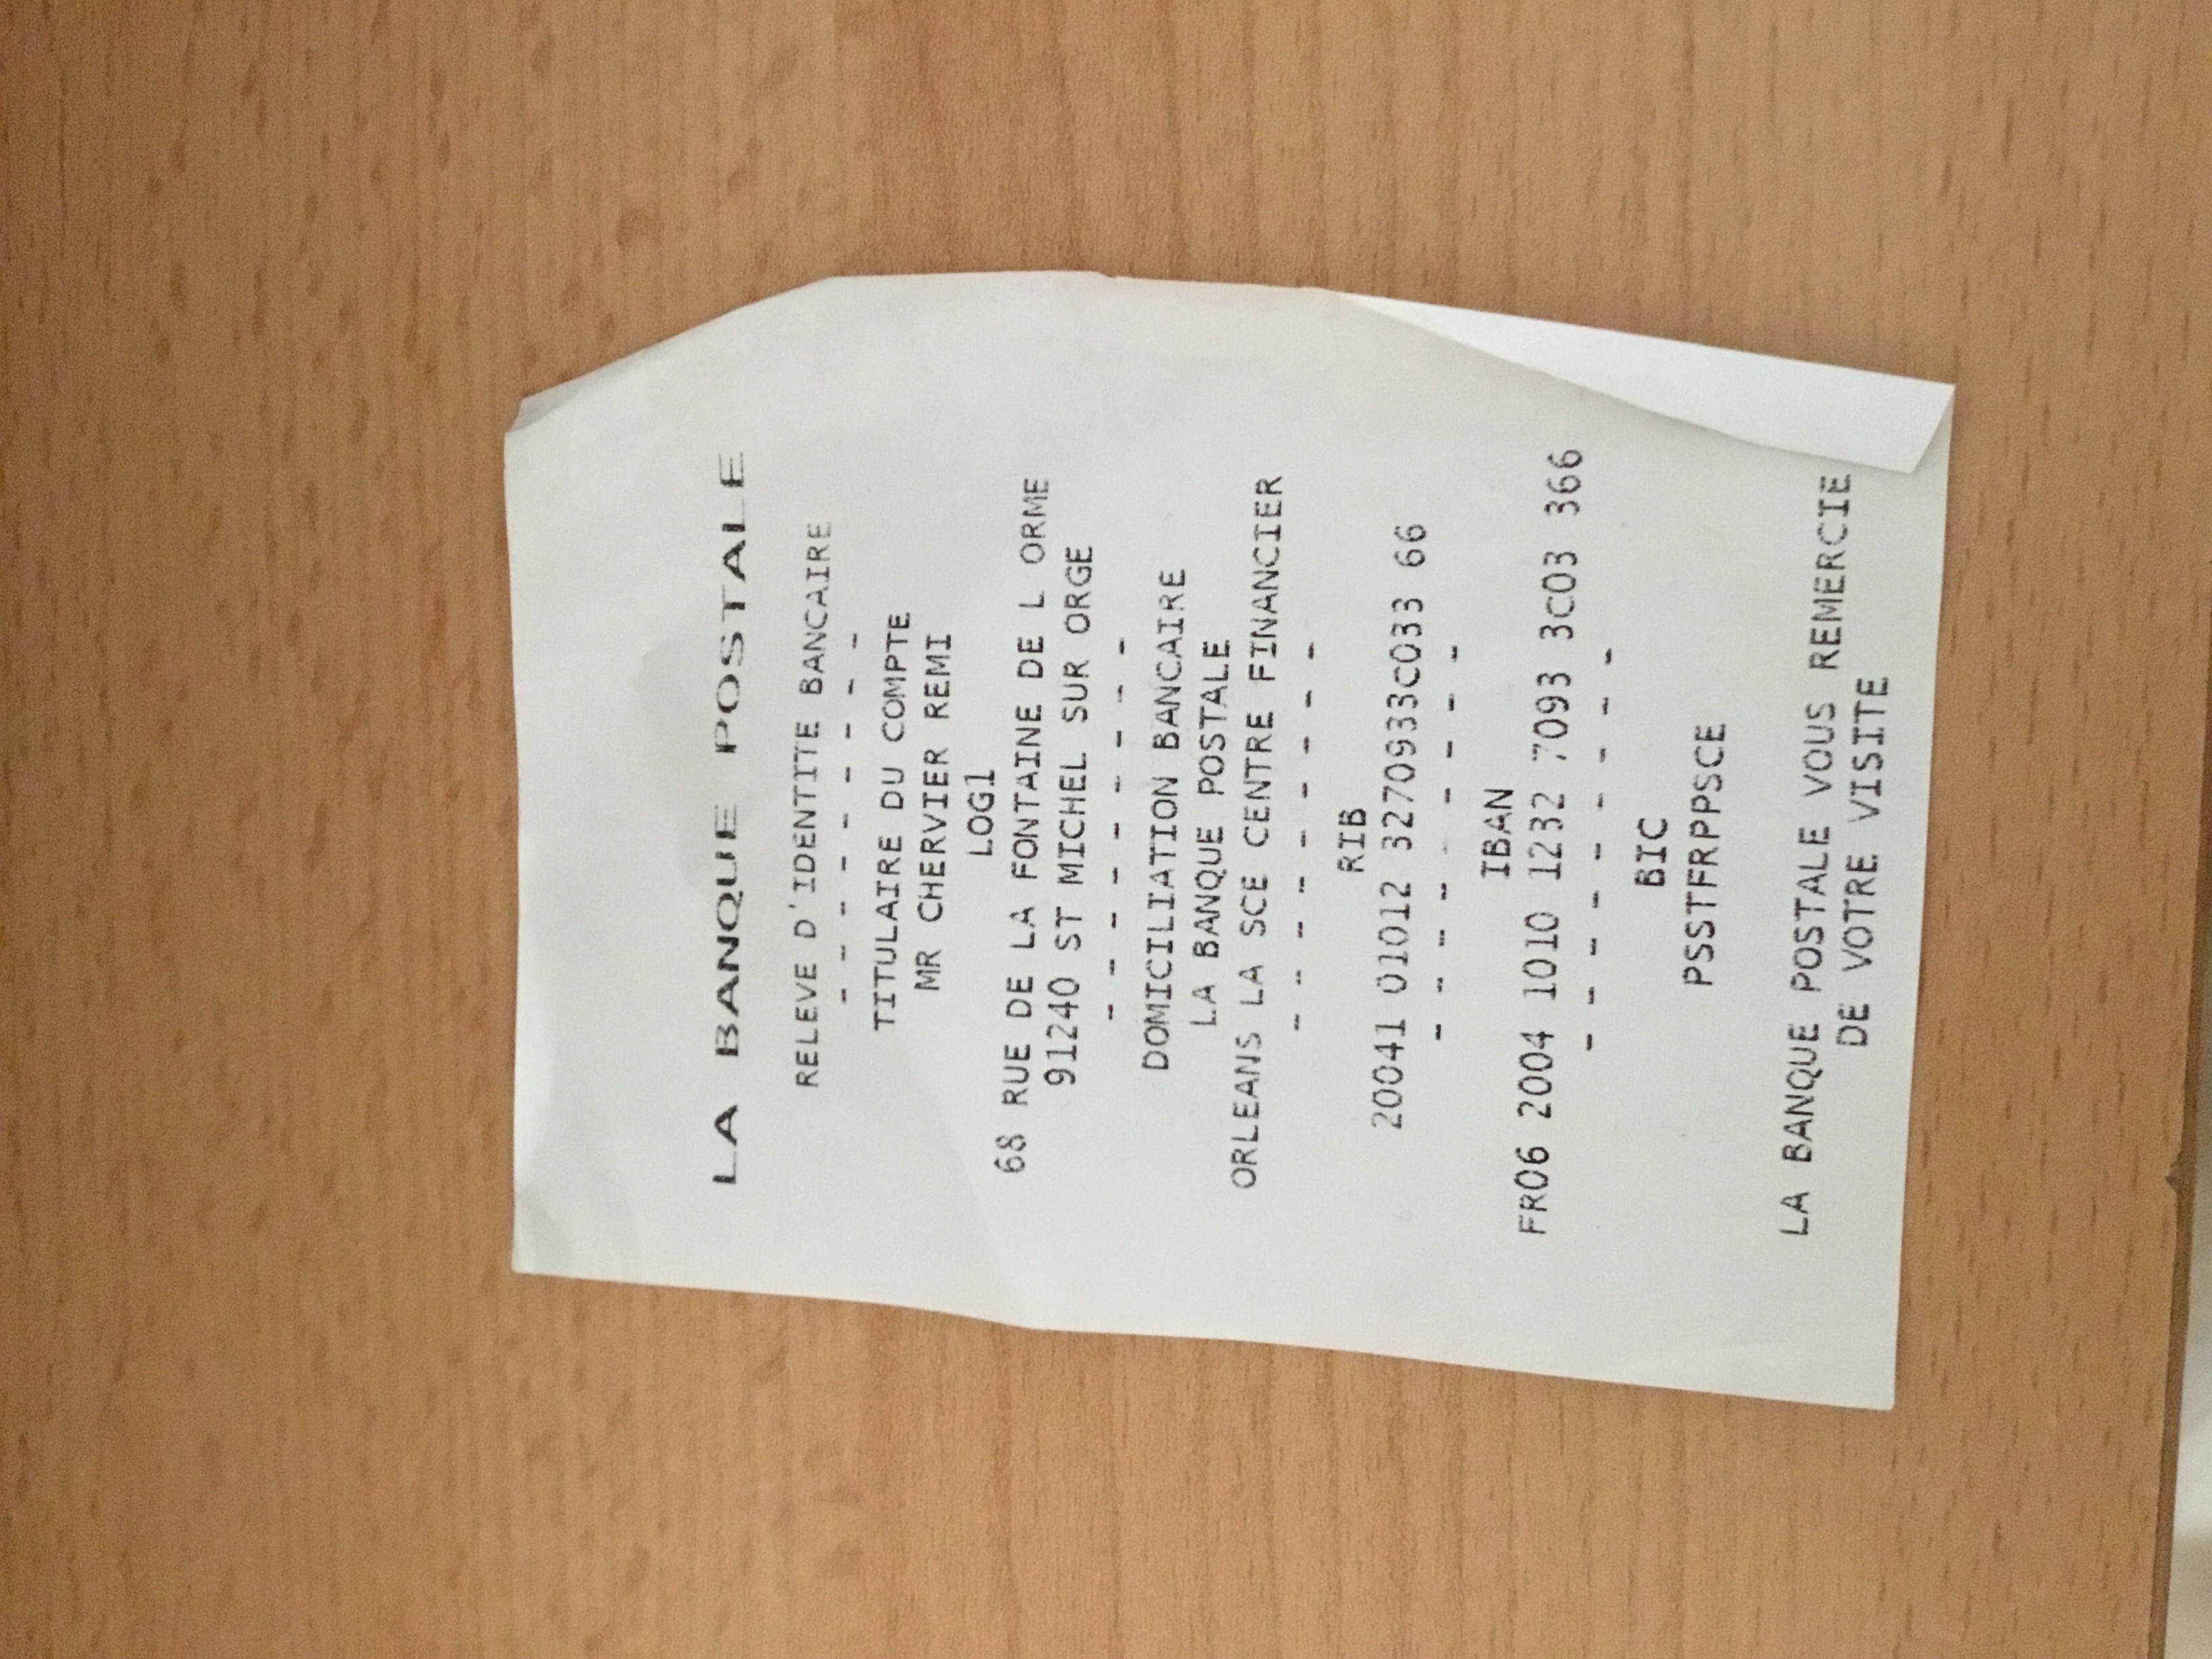 LA BANQUE POSTALE
RELEVE D'IDENTITE BANCAIRE
- - - - - - - - -
TITULAIRE DU COMPTE
MR CHERVIER REMI
LOG1
68 RUE DE LA FONTAINE DE L ORME
91240 ST MICHEL SUR ORGE
- - - - - - - - -
DOMICILIATION BANCAIRE
LA BANQUE POSTALE
ORLEANS LA SCE CENTRE FINANCIER
- - - - - - - - -
RIB
20041 01012 3270933C033 66
- - - - - - - - -
IBAN
FR06 2004 1010 1232 7093 3C03 366
- - - - - - - - -
BIC
PSSTFRPPSCE
LA BANQUE POSTALE VOUS REMERCIE
DE VOTRE VISITE